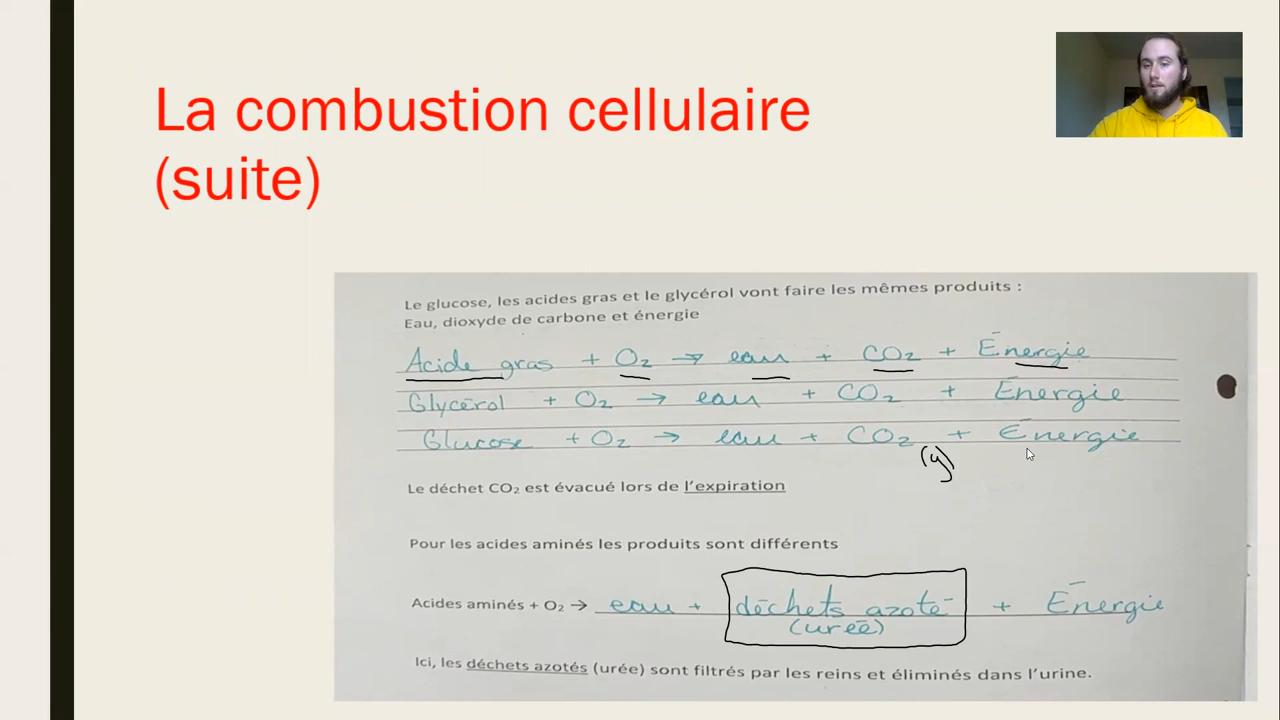 La combustion cellulaire
(suite)
Le glucose, les acides gras et le glycérol vont faire les mêmes produits :
Eau, dioxyde de carbone et énergie
Acide gras + O₂ → eau + CO₂ + Énergie
Glycérol + O₂ → eau + CO₂ + Énergie
Glucose + O₂ → eau + CO₂ + Énergie
(g)
Le déchet CO₂ est évacué lors de l'expiration
Pour les acides aminés les produits sont différents
Acides aminés + O₂ → eau + déchets azoté + Énergie
(uréé)
Ici, les déchets azotés (urée) sont filtrés par les reins et éliminés dans l'urine.